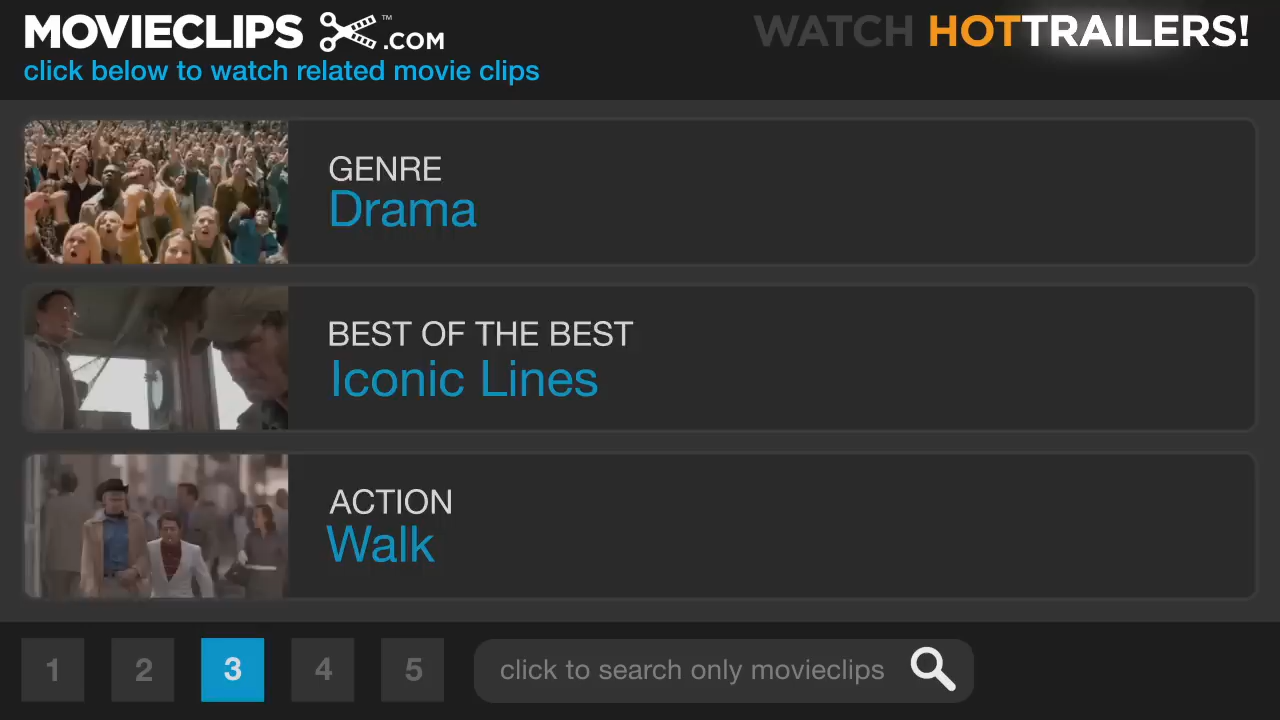 MOVIECLIPS ™ .COM
click below to watch related movie clips
WATCH HOTTRAILERS!
GENRE
Drama
BEST OF THE BEST
Iconic Lines
ACTION
Walk
1 2 3 4 5
click to search only movieclips